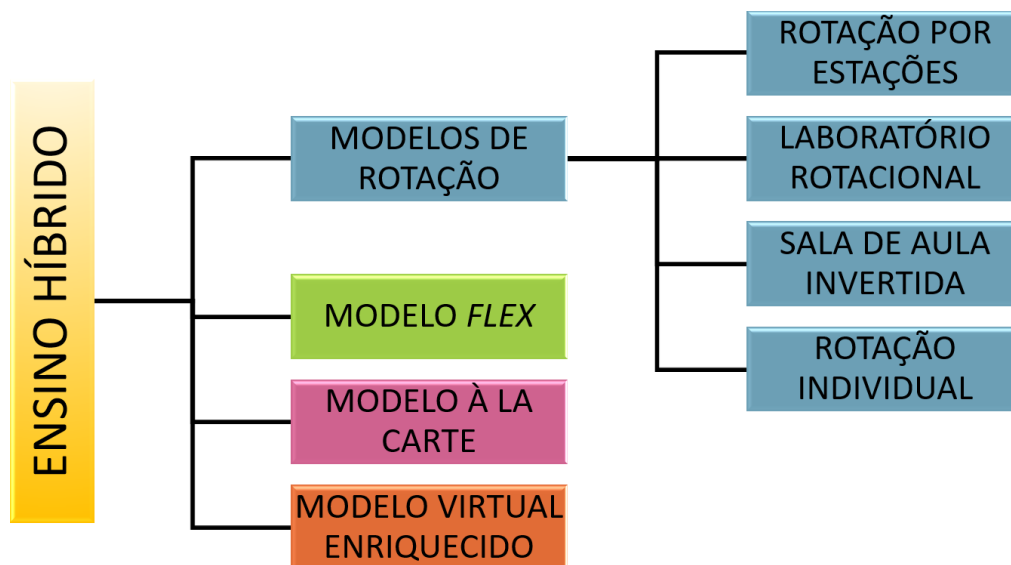 ENSINO HÍBRIDO
MODELOS DE
ROTAÇÃO
MODELO FLEX
MODELO À LA
CARTE
MODELO VIRTUAL
ENRIQUECIDO
ROTAÇÃO POR
ESTAÇÕES
LABORATÓRIO
ROTACIONAL
SALA DE AULA
INVERTIDA
ROTAÇÃO
INDIVIDUAL